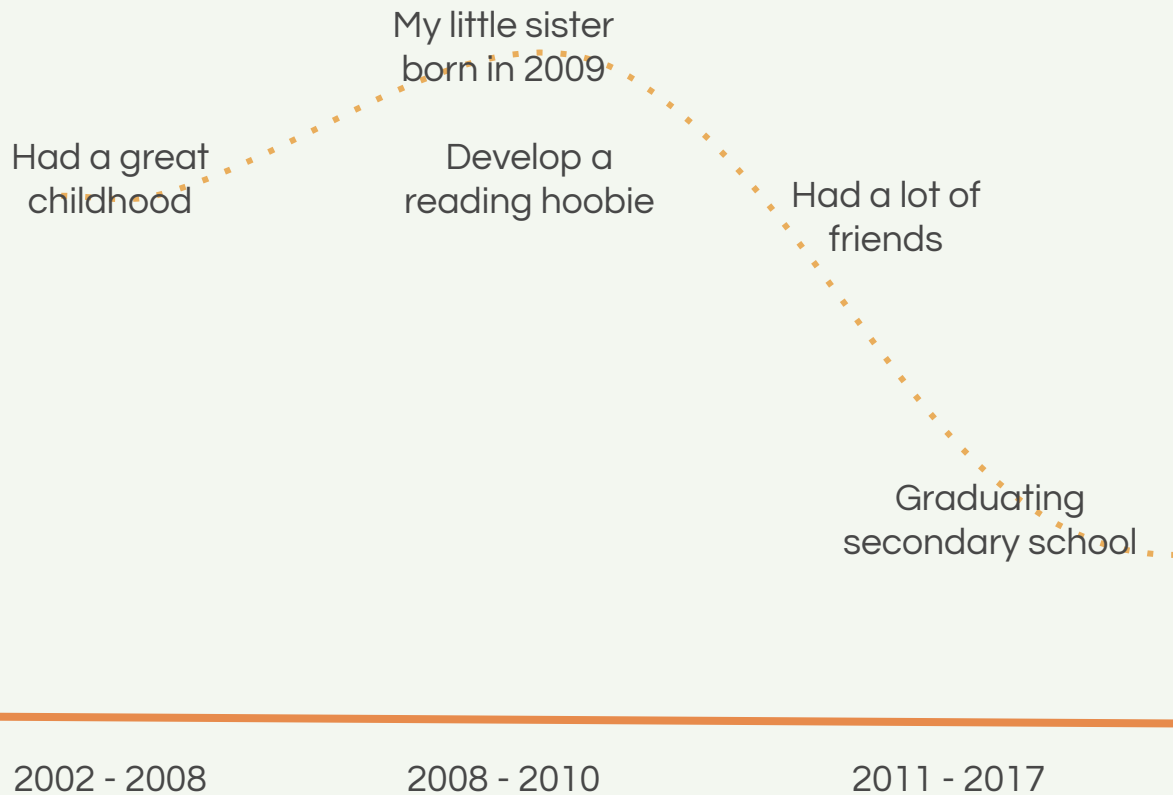 My little sister
born in 2009
Had a great
childhood
Develop a
reading hoobie
Had a lot of
friends
Graduating
secondary school
2002 - 2008
2008 - 2010
2011 - 2017